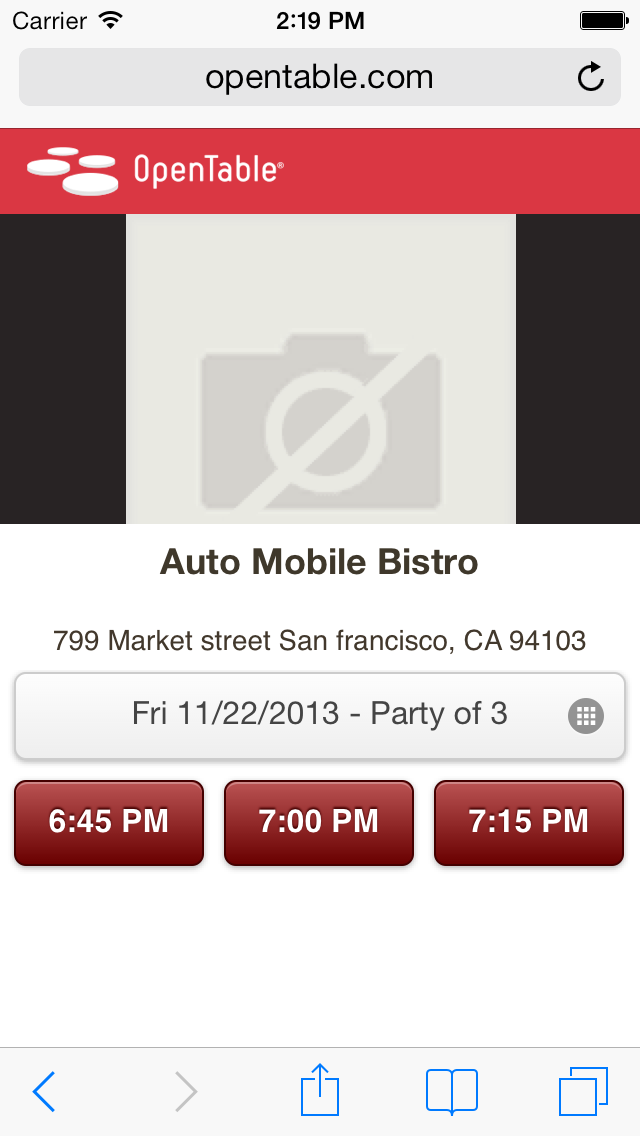 Carrier 2:19 PM
opentable.com
OpenTable®
Auto Mobile Bistro
799 Market street San francisco, CA 94103
Fri 11/22/2013 - Party of 3
6:45 PM 7:00 PM 7:15 PM